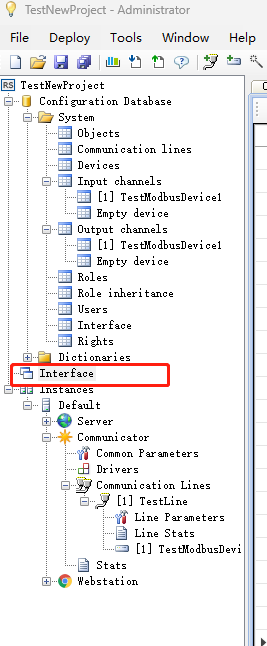 TestNewProject - Administrator
File Deploy Tools Help
RS TestNewProject
Configuration Database
System
Objects
Communication lines
Devices
Input channels
[1] TestModbusDevice1
Empty device
Output channels
[1] TestModbusDevice1
Empty device
Roles
Role inheritance
Users
Interface
Rights
Dictionaries
Interface
Instances
Default
Server
Communicator
Common Parameters
Drivers
Communication Lines
[1] TestLine
Line Parameters
Line Stats
[1] TestModbusDevi
Stats
Webstation